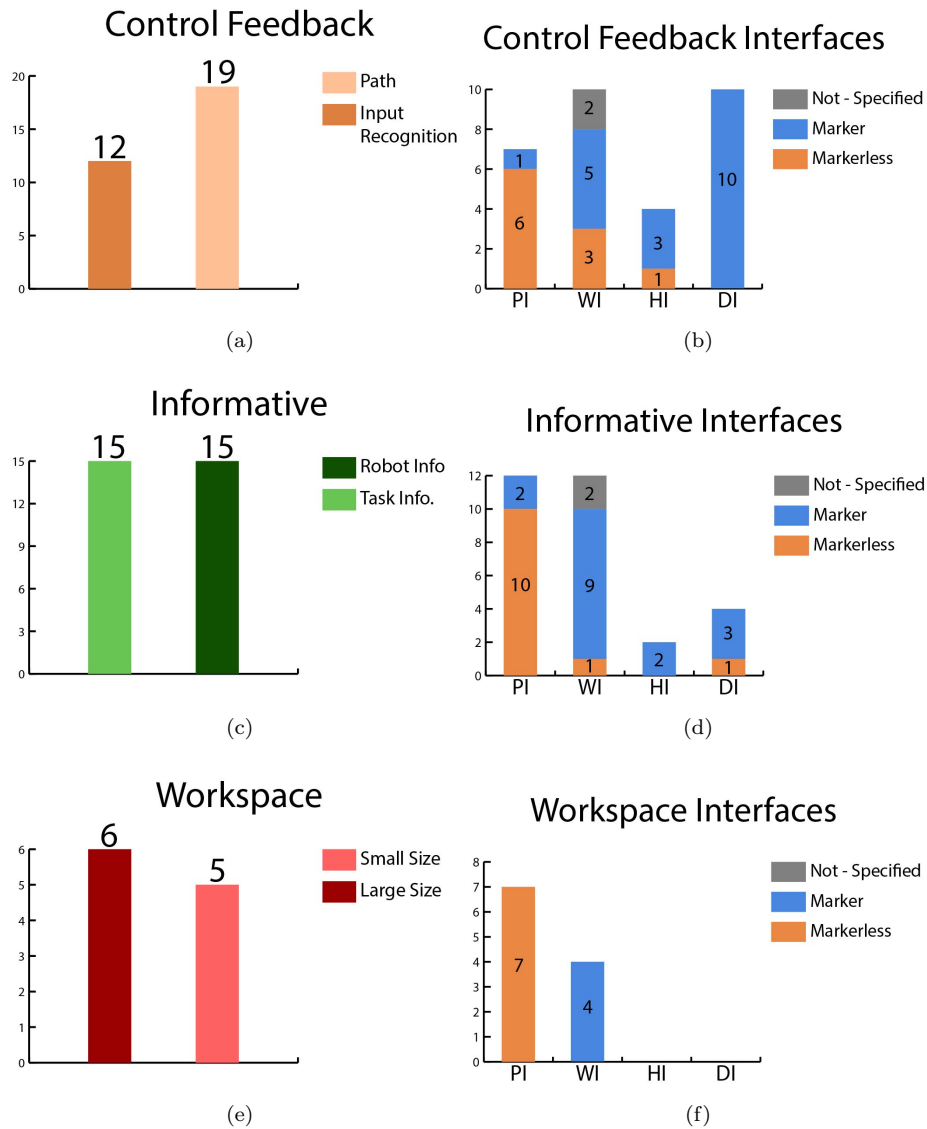 Control Feedback
20
15
10
5
0
12
19
Path
Input
Recognition
(a)
Control Feedback Interfaces
10
8
6
4
2
0
1
6
2
5
3
3
1
10
PI WI HI DI
Not - Specified
Marker
Markerless
(b)
Informative
15
12
9
6
3
0
15
15
Robot Info
Task Info.
(c)
Informative Interfaces
12
10
8
6
4
2
0
2
10
2
9
1
2
3
1
PI WI HI DI
Not - Specified
Marker
Markerless
(d)
Workspace
6
5
4
3
2
1
0
6
5
Small Size
Large Size
(e)
Workspace Interfaces
8
7
6
5
4
3
2
1
0
7
4
PI WI HI DI
Not - Specified
Marker
Markerless
(f)